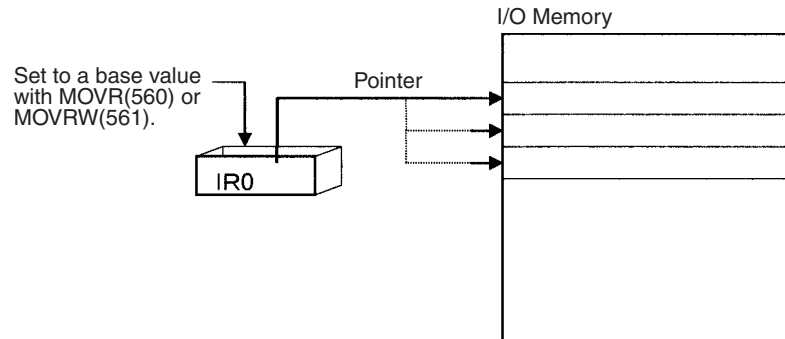 I/O Memory
Set to a base value
with MOVR(560) or
MOVRW(561).
Pointer
IR0